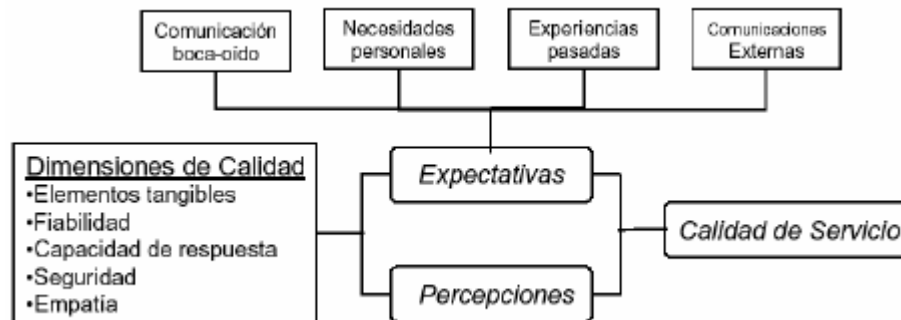 Comunicación
boca-oído
Necesidades
personales
Experiencias
pasadas
Comunicaciones
Externas
Dimensiones de Calidad
•Elementos tangibles
•Fiabilidad
•Capacidad de respuesta
•Seguridad
•Empatía
Expectativas
Percepciones
Calidad de Servicio